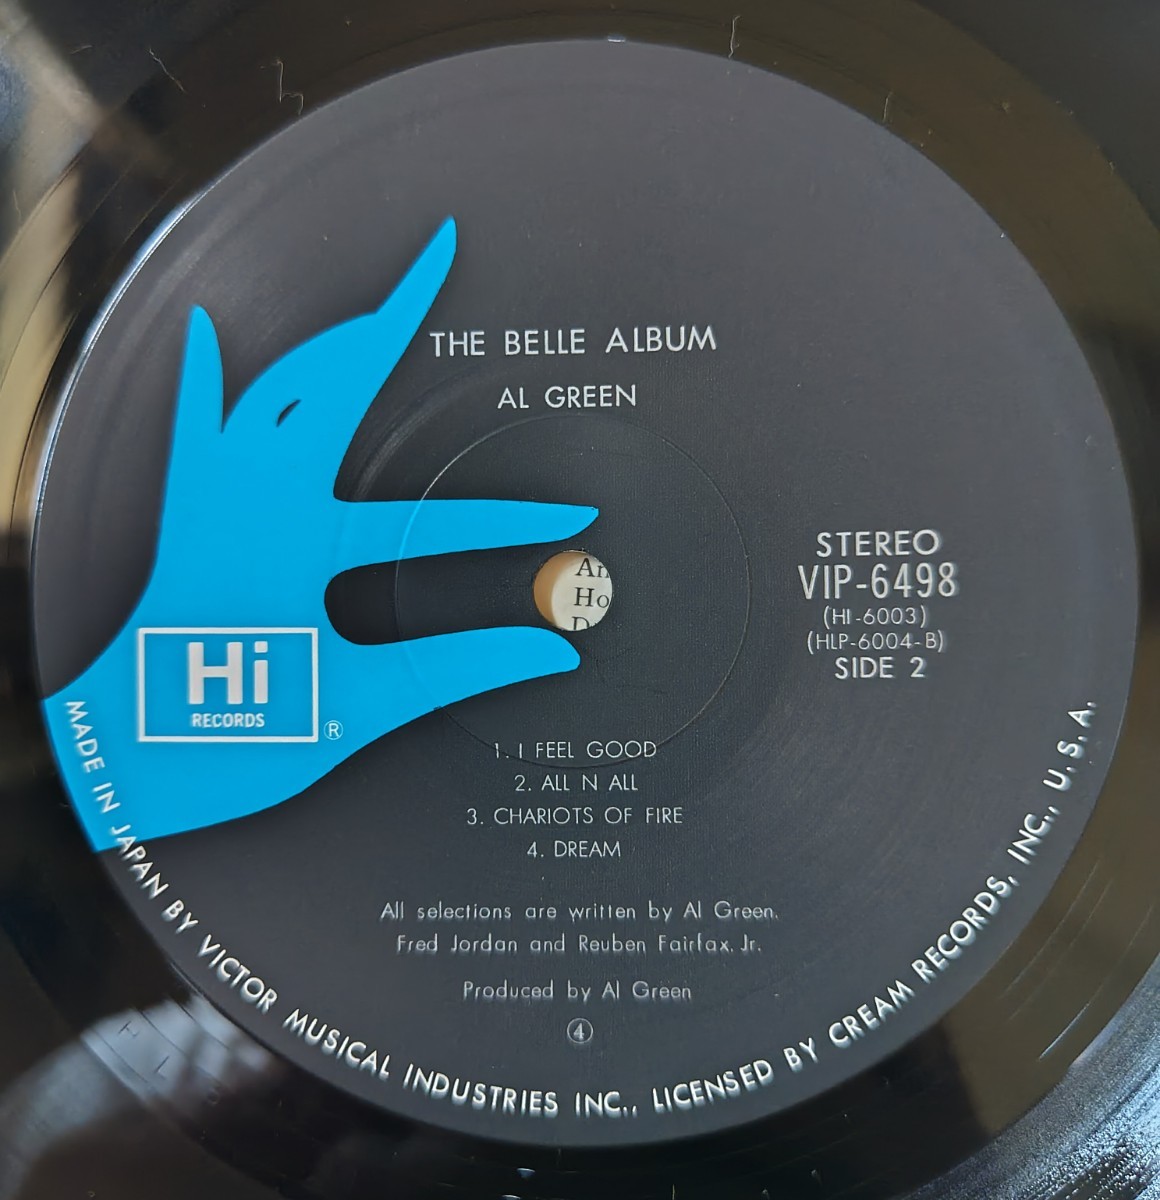 THE BELLE ALBUM
AL GREEN
An
Ho
STEREO
VIP-6498
(HI-6003)
(HLP-6004-B)
SIDE 2
Hi
RECORDS
®
1. I FEEL GOOD
2. ALL N ALL
3. CHARIOTS OF FIRE
4. DREAM
All selections are written by Al Green,
Fred Jordan and Reuben Fairfax, Jr.
Produced by Al Green
④
MADE IN JAPAN BY VICTOR MUSICAL INDUSTRIES INC., LICENSED BY CREAM RECORDS, INC., U.S.A.